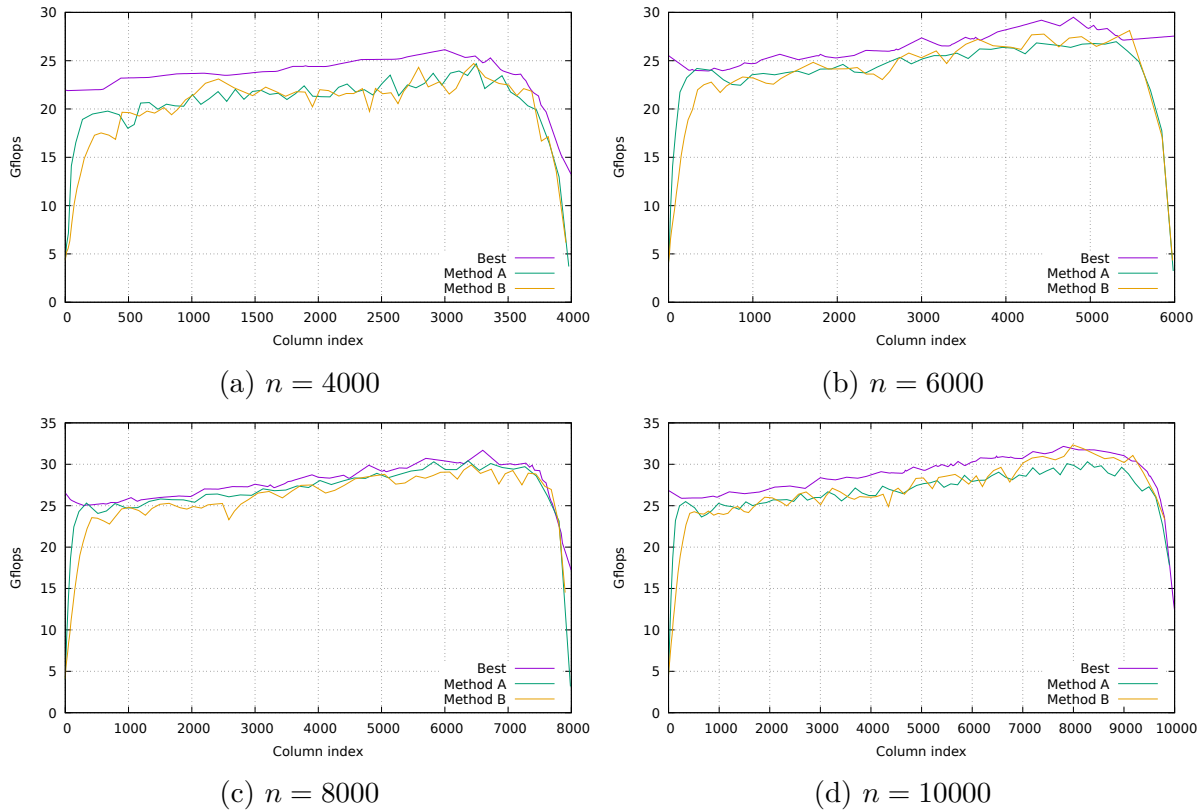 30
25
20
15
10
5
0
Gflops
Best
Method A
Method B
0 500 1000 1500 2000 2500 3000 3500 4000
Column index
(a) n = 4000
30
25
20
15
10
5
0
Gflops
Best
Method A
Method B
0 1000 2000 3000 4000 5000 6000
Column index
(b) n = 6000
35
30
25
20
15
10
5
0
Gflops
Best
Method A
Method B
0 1000 2000 3000 4000 5000 6000 7000 8000
Column index
(c) n = 8000
35
30
25
20
15
10
5
0
Gflops
Best
Method A
Method B
0 1000 2000 3000 4000 5000 6000 7000 8000 9000 10000
Column index
(d) n = 10000